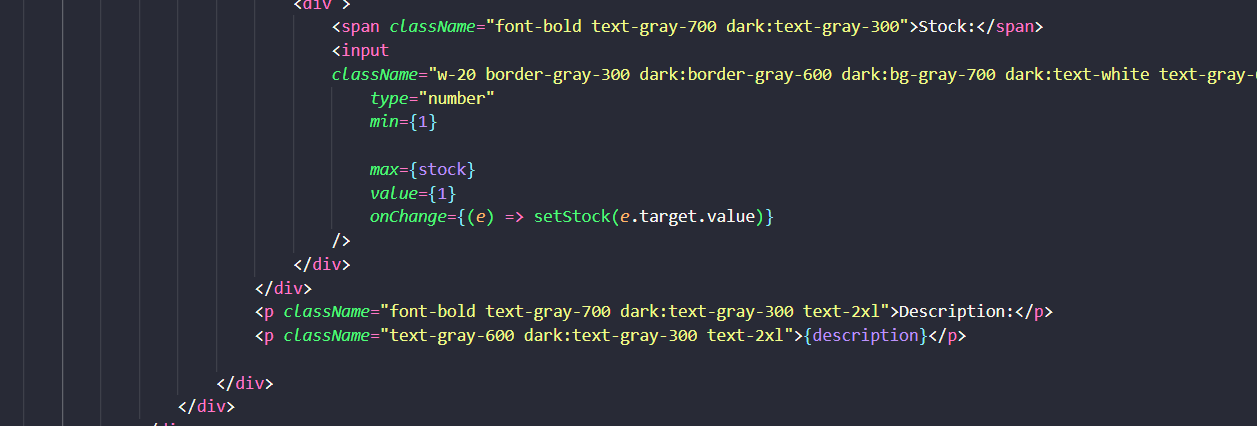 <div >
<span className="font-bold text-gray-700 dark:text-gray-300">Stock:</span>
<input
className="w-20 border-gray-300 dark:border-gray-600 dark:bg-gray-700 dark:text-white text-gray-
type="number"
min={1}
max={stock}
value={1}
onChange={(e) => setStock(e.target.value)}
/>
</div>
</div>
<p className="font-bold text-gray-700 dark:text-gray-300 text-2xl">Description:</p>
<p className="text-gray-600 dark:text-gray-300 text-2xl">{description}</p>
</div>
</div>